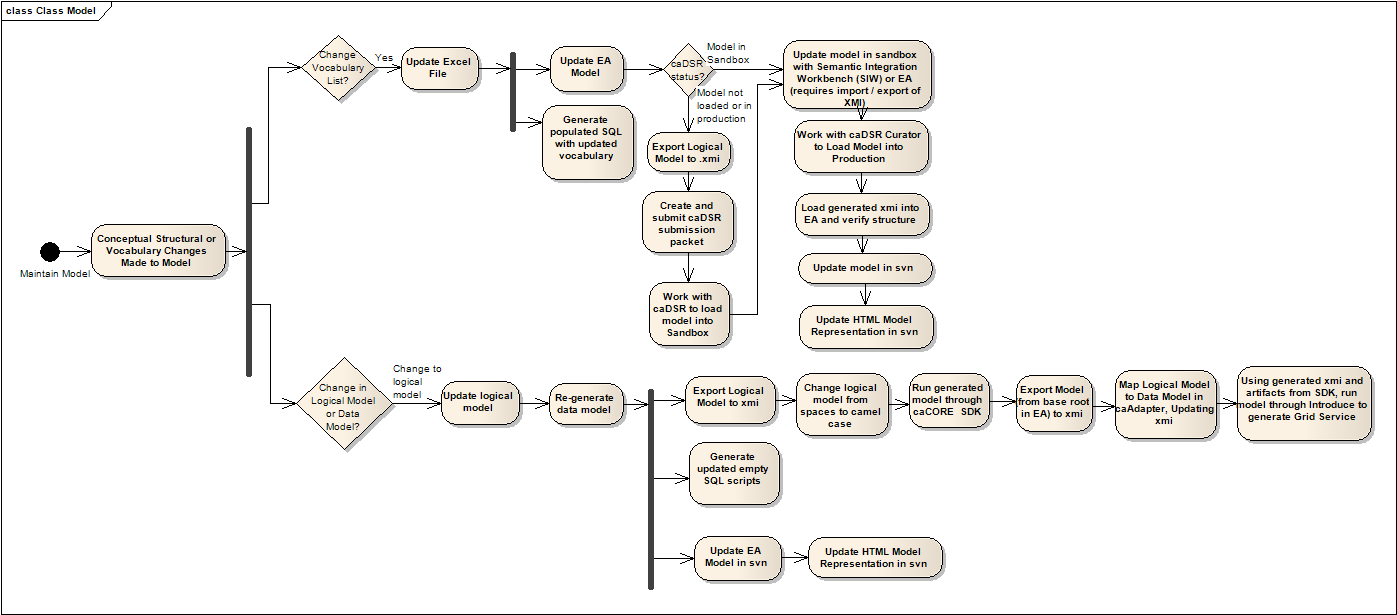 class Class Model
Maintain Model
Conceptual Structural or
Vocabulary Changes
Made to Model
Change
Vocabulary
List?
Yes
Update Excel
File
Update EA
Model
Generate
populated SQL
with updated
vocabulary
caDSR
status?
Model in
Sandbox
Model not
loaded or in
production
Export Logical
Model to .xmi
Create and
submit caDSR
submission
packet
Work with
caDSR to load
model into
Sandbox
Update model in sandbox
with Semantic Integration
Workbench (SIW) or EA
(requires import / export of
XMI)
Work with caDSR Curator
to Load Model into
Production
Load generated xmi into
EA and verify structure
Update model in svn
Update HTML Model
Representation in svn
Change in
Logical Model
or Data
Model?
Change to
logical
model
Update logical
model
Re-generate
data model
Export Logical
Model to xmi
Change logical
model from
spaces to camel
case
Run generated
model through
caCORE SDK
Export Model
(from base root
in EA) to xmi
Map Logical Model
to Data Model in
caAdapter, Updating
xmi
Using generated xmi and
artifacts from SDK, run
model through Introduce to
generate Grid Service
Generate
updated empty
SQL scripts
Update EA
Model in svn
Update HTML Model
Representation in svn